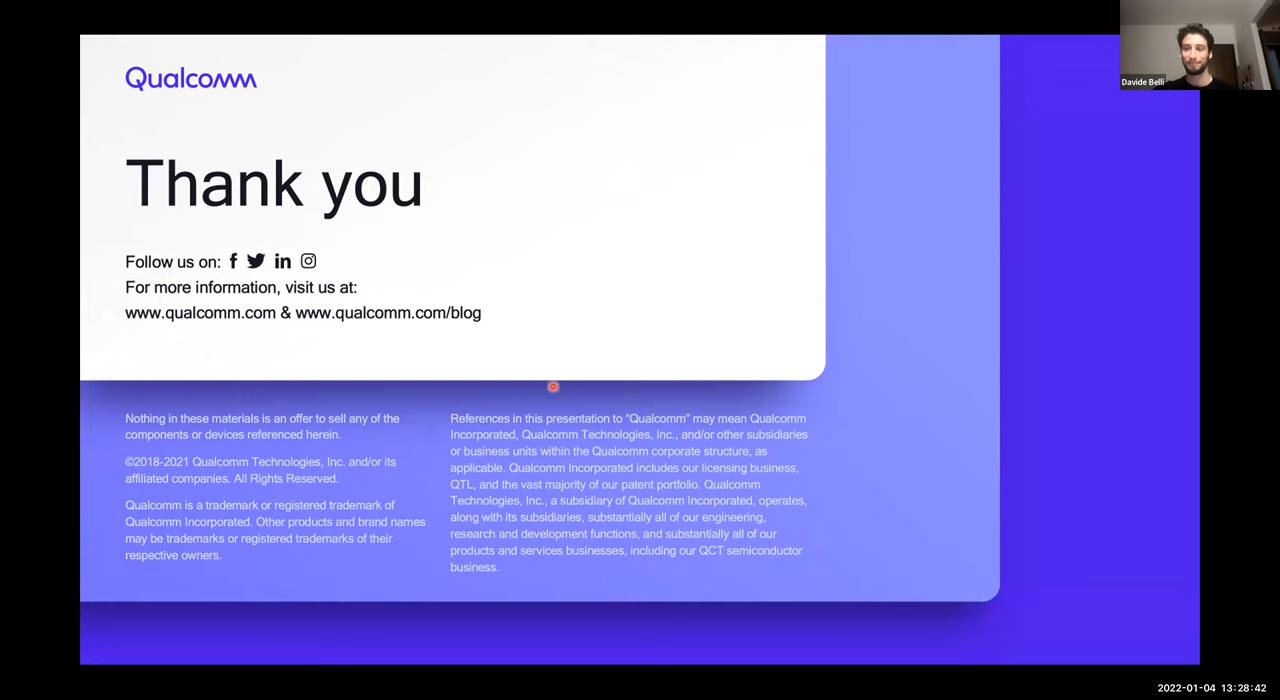 Qualcomm
Davide Belli
Thank you
Follow us on:
For more information, visit us at:
www.qualcomm.com & www.qualcomm.com/blog
Nothing in these materials is an offer to sell any of the
components or devices referenced herein.
©2018-2021 Qualcomm Technologies, Inc. and/or its
affiliated companies. All Rights Reserved.
Qualcomm is a trademark or registered trademark of
Qualcomm Incorporated. Other products and brand names
may be trademarks or registered trademarks of their
respective owners.
References in this presentation to “Qualcomm” may mean Qualcomm
Incorporated, Qualcomm Technologies, Inc., and/or other subsidiaries
or business units within the Qualcomm corporate structure, as
applicable. Qualcomm Incorporated includes our licensing business,
QTL, and the vast majority of our patent portfolio. Qualcomm
Technologies, Inc., a subsidiary of Qualcomm Incorporated, operates,
along with its subsidiaries, substantially all of our engineering,
research and development functions, and substantially all of our
products and services businesses, including our QCT semiconductor
business.
2022-01-04 13:28:42